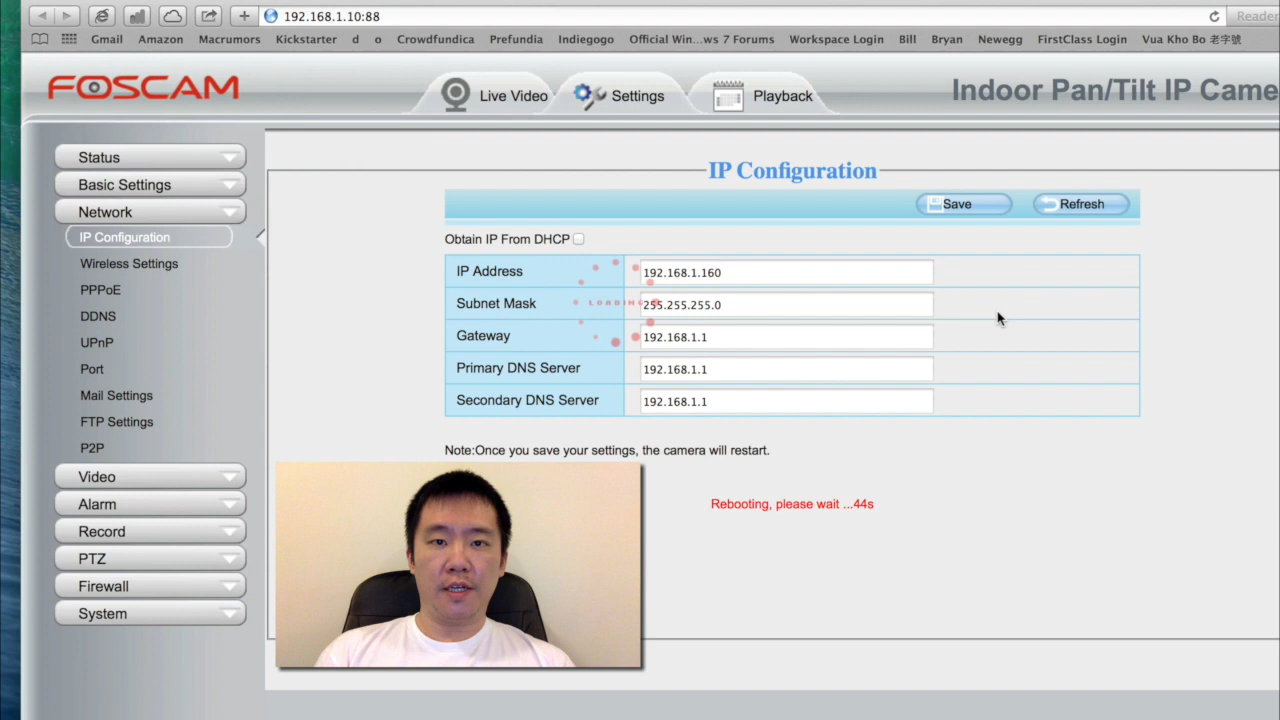 192.168.1.10:88
Reader
Gmail Amazon Macrumors Kickstarter d o Crowdfundica Prefundia Indiegogo Official Win...ws 7 Forums Workspace Login Bill Bryan Newegg FirstClass Login Vua Kho Bo 老字號
FOSCAM
Live Video
Settings
Playback
Indoor Pan/Tilt IP Came
Status
Basic Settings
Network
IP Configuration
Wireless Settings
PPPoE
DDNS
UPnP
Port
Mail Settings
FTP Settings
P2P
Video
Alarm
Record
PTZ
Firewall
System
IP Configuration
Save
Refresh
Obtain IP From DHCP
IP Address 192.168.1.160
LOADING
Subnet Mask 255.255.255.0
Gateway 192.168.1.1
Primary DNS Server 192.168.1.1
Secondary DNS Server 192.168.1.1
Note:Once you save your settings, the camera will restart.
Rebooting, please wait ...44s